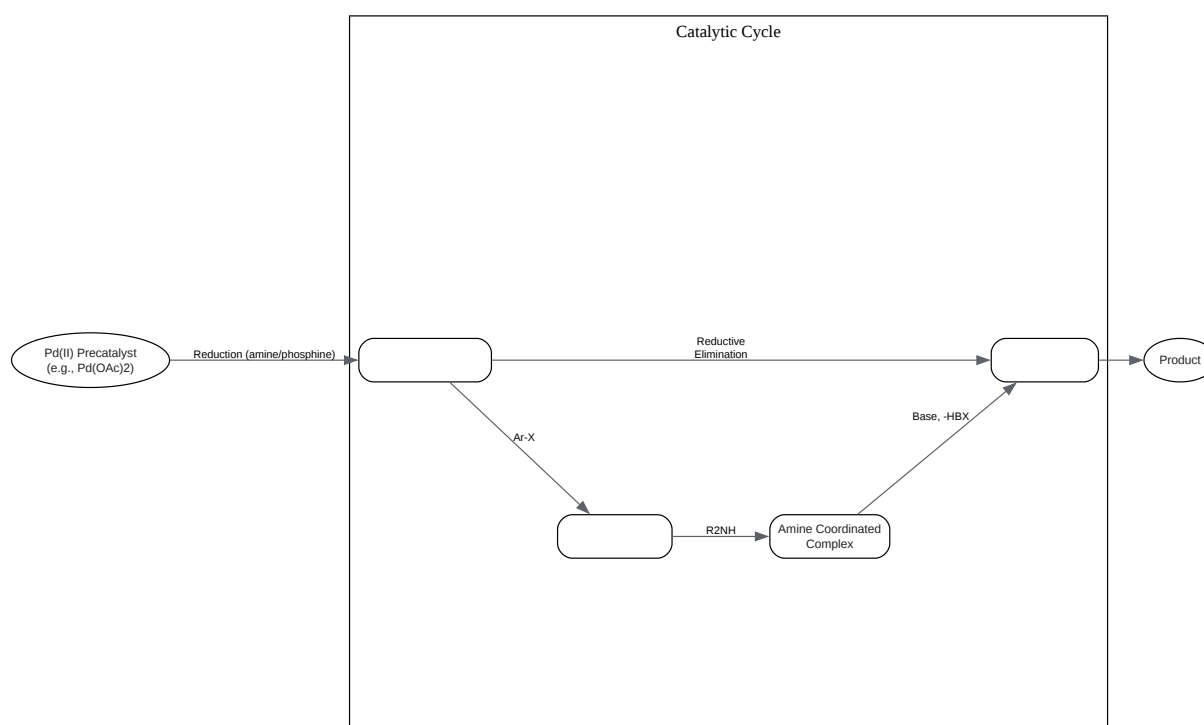 Catalytic Cycle
Pd(II) Precatalyst
(e.g., Pd(OAc)2)
Reduction (amine/phosphine)
Reductive
Elimination
Product
Ar-X
Base, -HBX
R2NH
Amine Coordinated
Complex